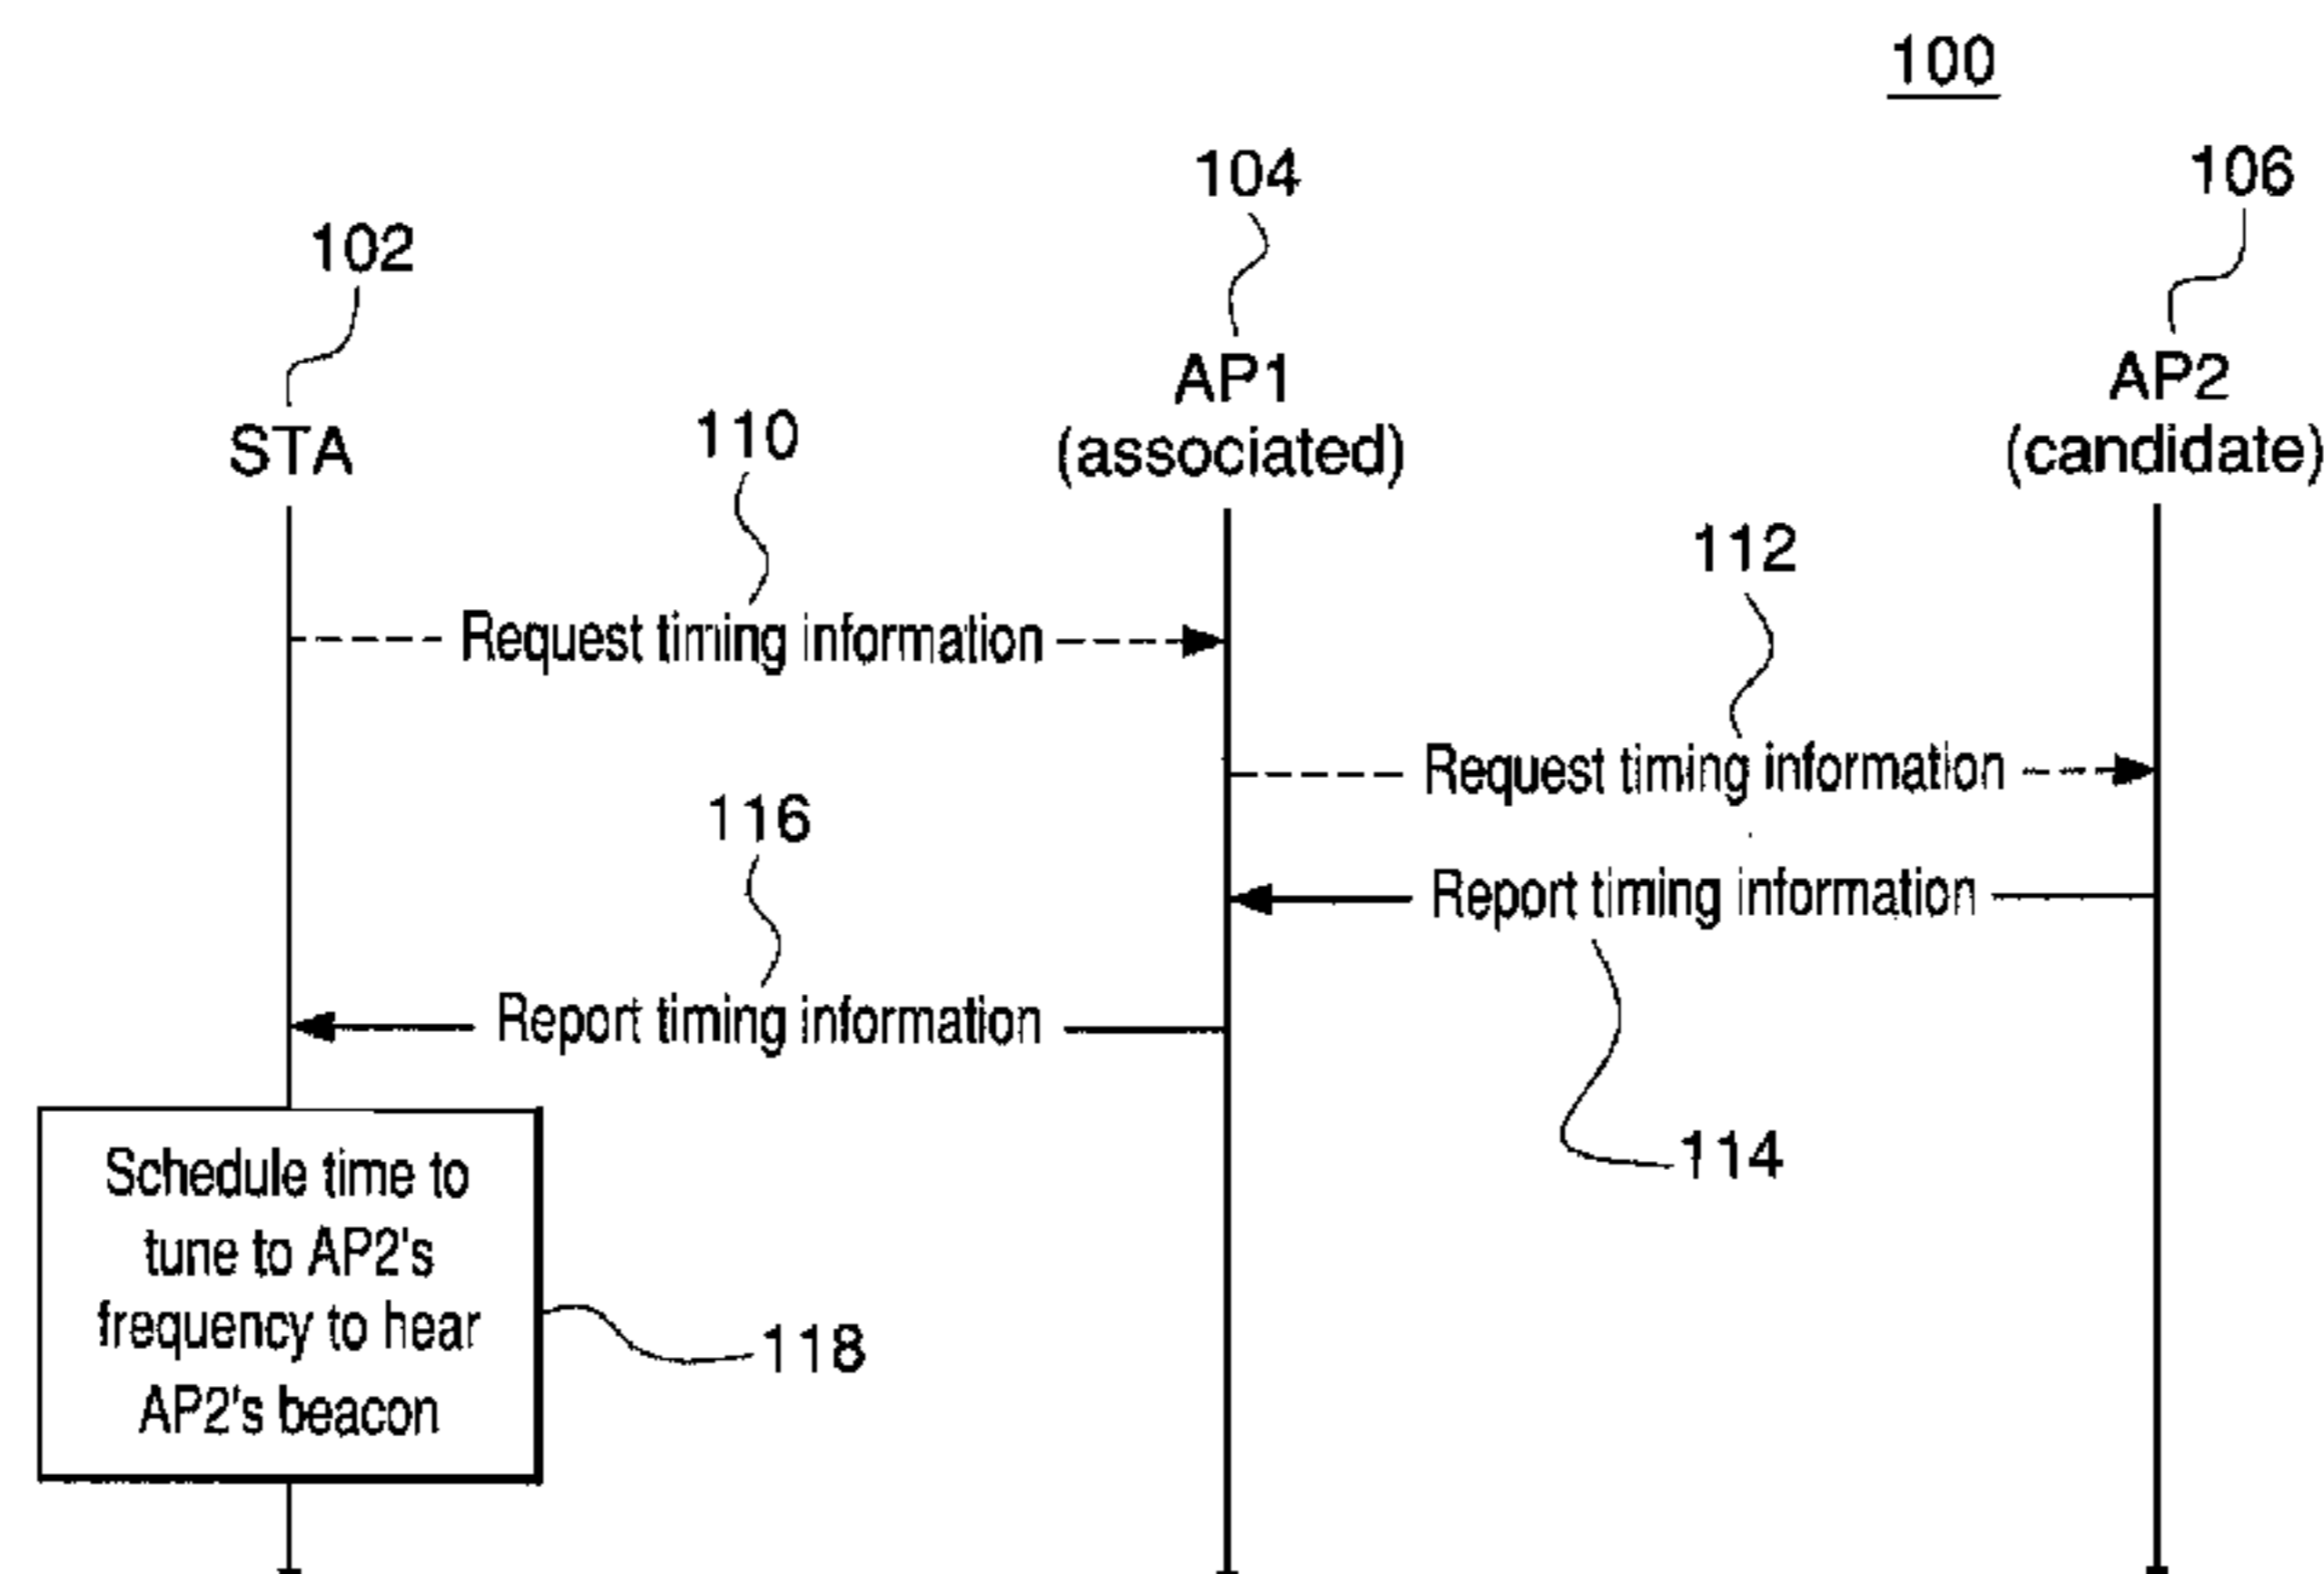 100
104
106
102
AP1
(associated)
AP2
(candidate)
STA
110
112
Request timing information
Request timing information
116
Report timing information
Report timing information
114
Schedule time to
tune to AP2's
frequency to hear
AP2's beacon
118